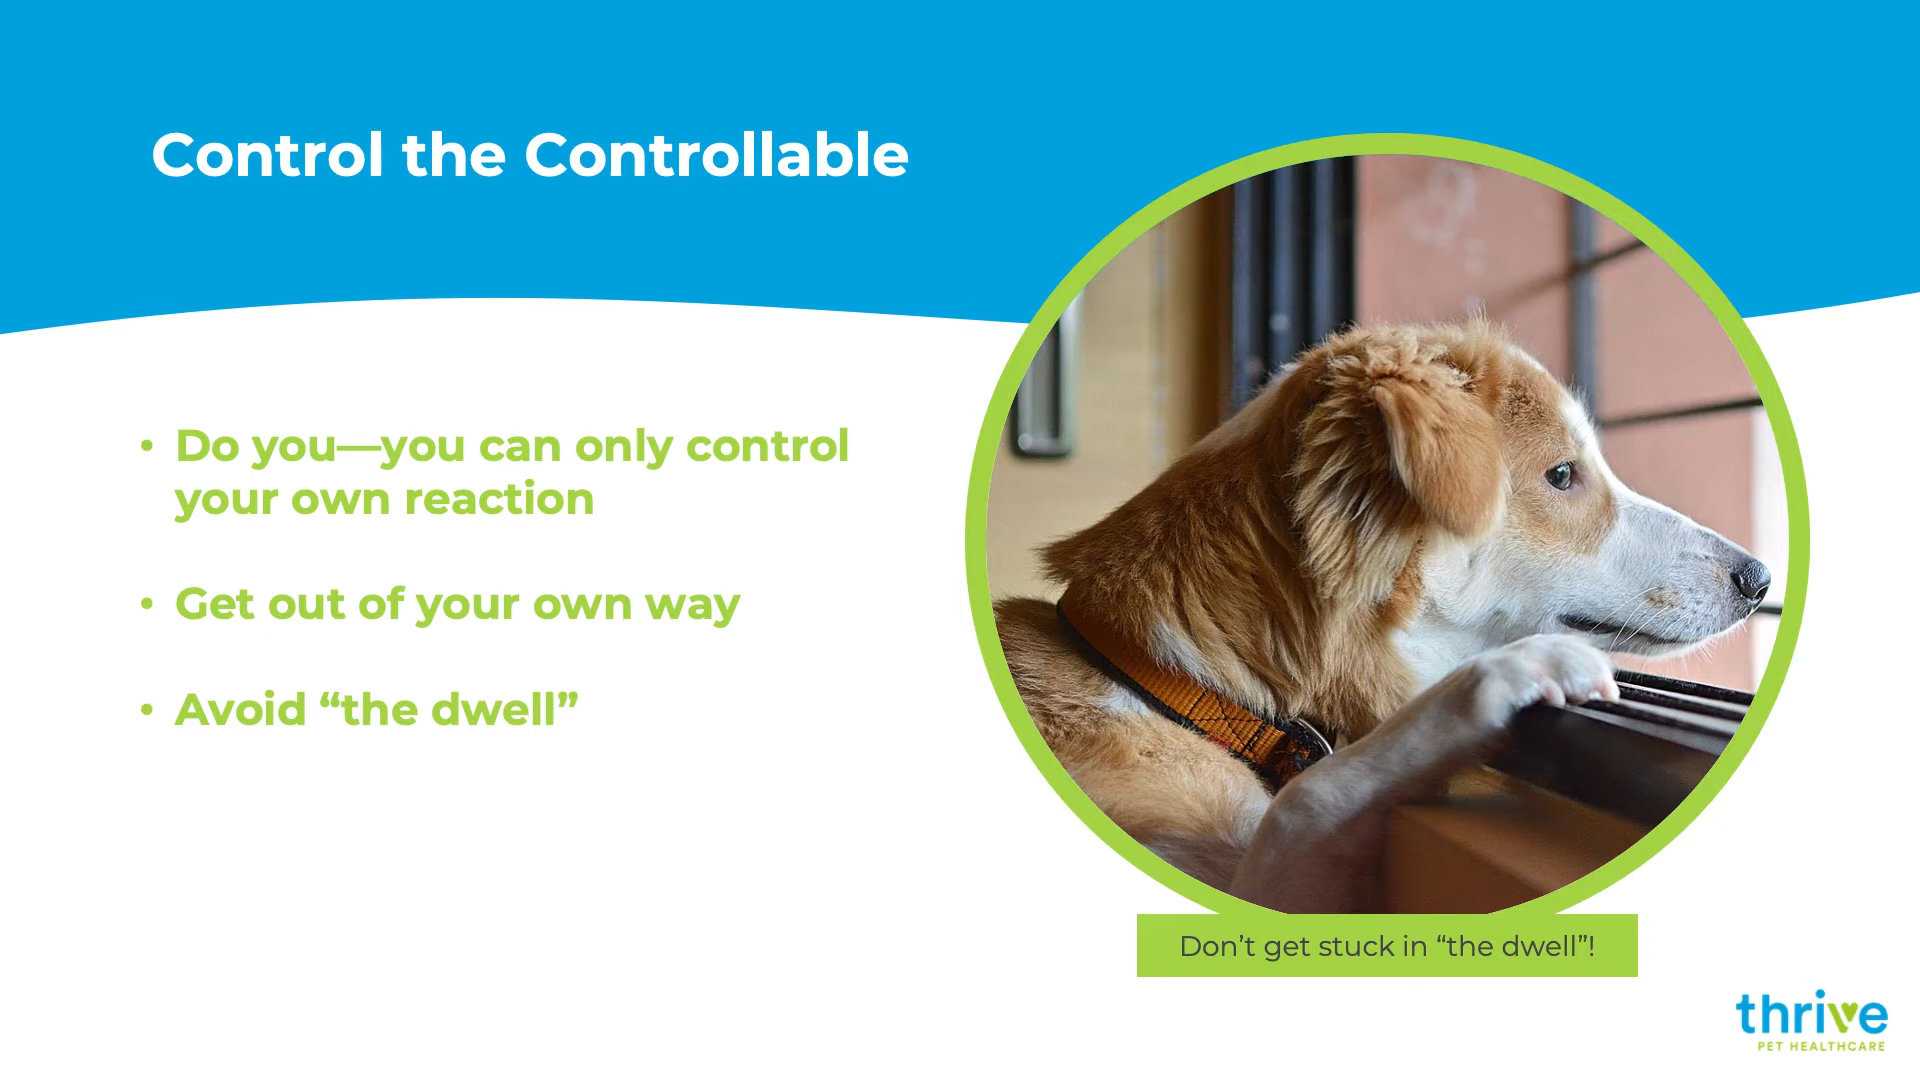 Control the Controllable
• Do you—you can only control
your own reaction
• Get out of your own way
• Avoid “the dwell”
Don’t get stuck in “the dwell”!
thrive
PET HEALTHCARE